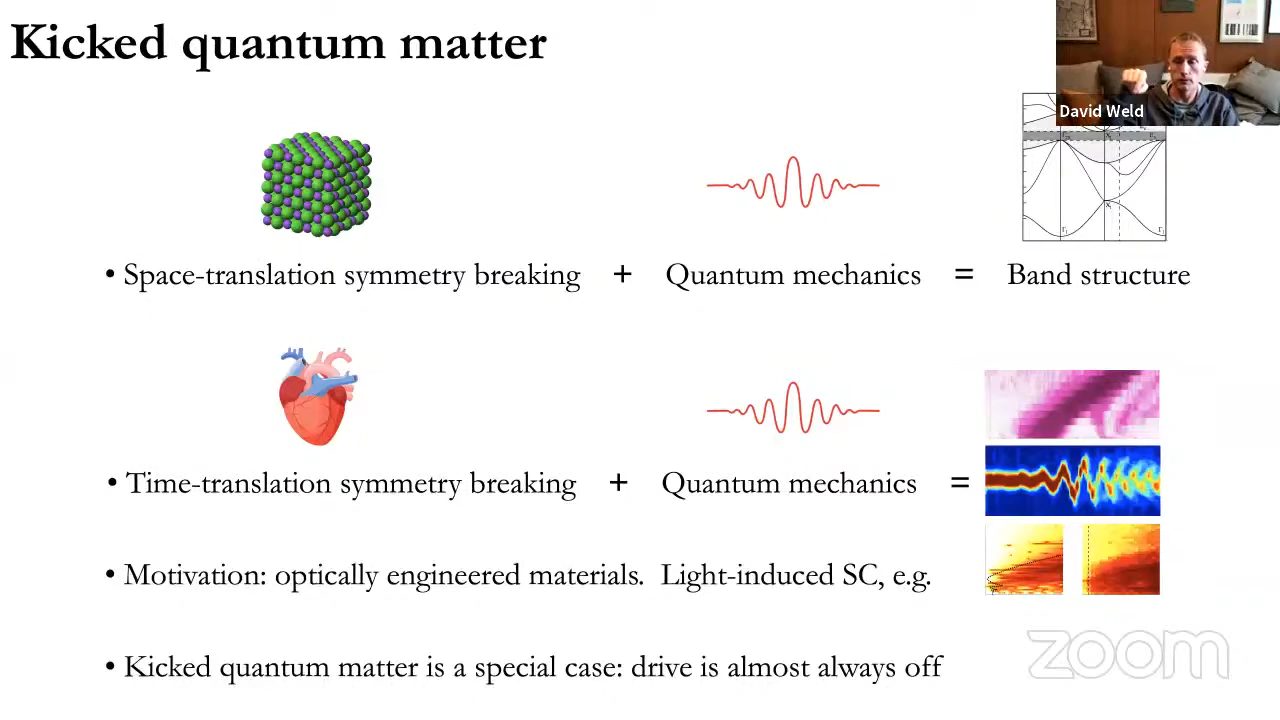 Kicked quantum matter
David Weld
• Space-translation symmetry breaking + Quantum mechanics = Band structure
• Time-translation symmetry breaking + Quantum mechanics =
• Motivation: optically engineered materials. Light-induced SC, e.g.
• Kicked quantum matter is a special case: drive is almost always off
zoom